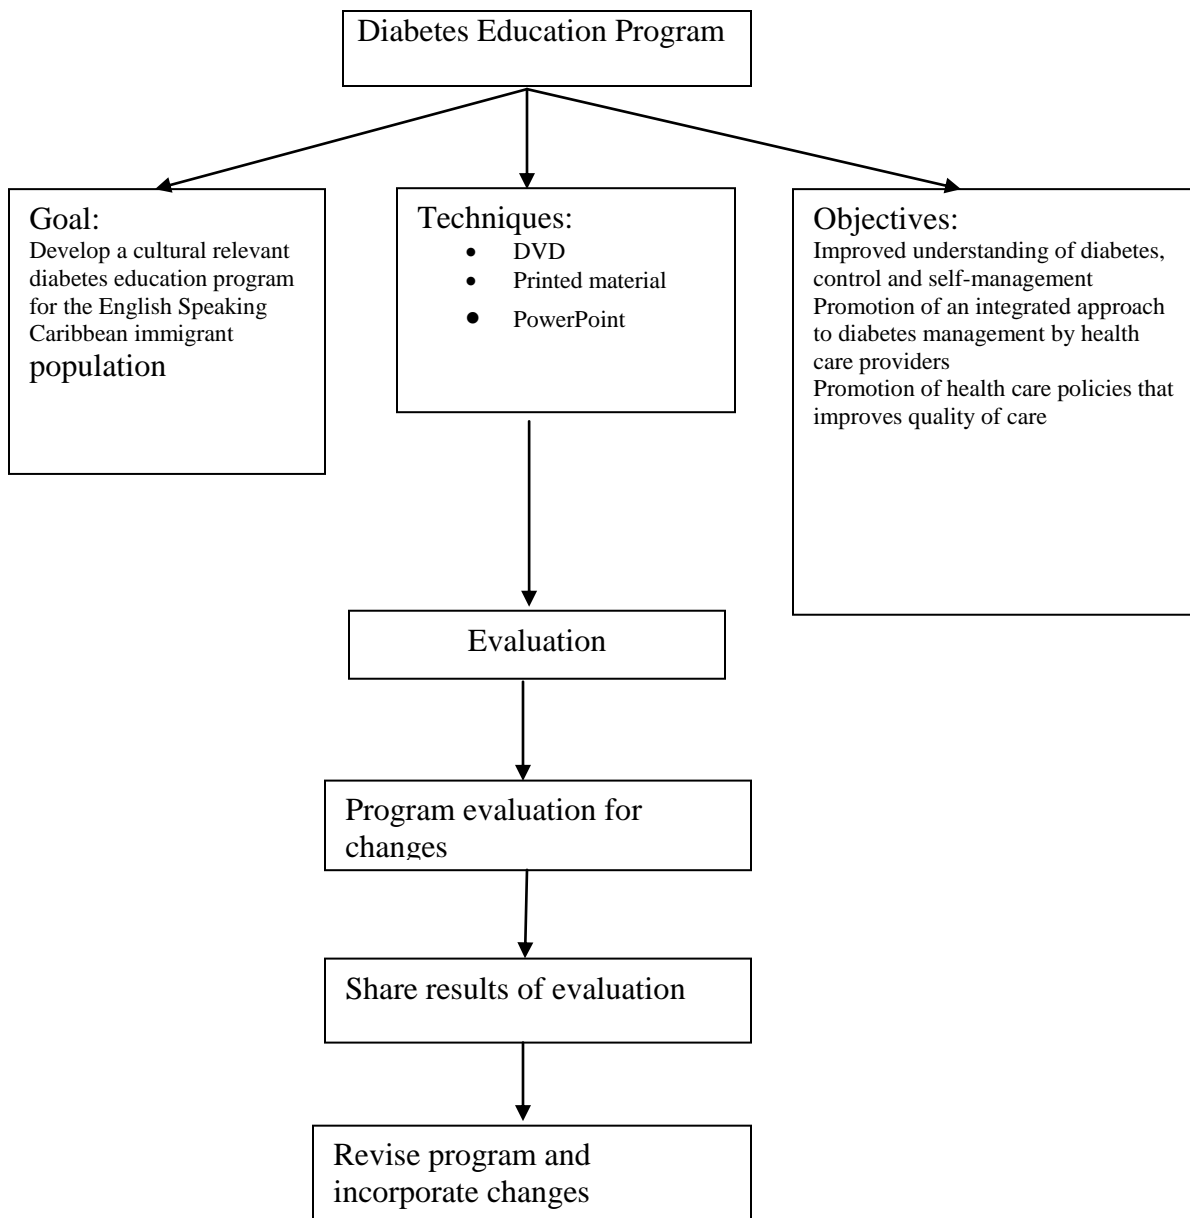 Diabetes Education Program
Goal:
Develop a cultural relevant
diabetes education program
for the English Speaking
Caribbean immigrant
population
Techniques:
• DVD
• Printed material
• PowerPoint
Objectives:
Improved understanding of diabetes,
control and self-management
Promotion of an integrated approach
to diabetes management by health
care providers
Promotion of health care policies that
improves quality of care
Evaluation
Program evaluation for
changes
Share results of evaluation
Revise program and
incorporate changes